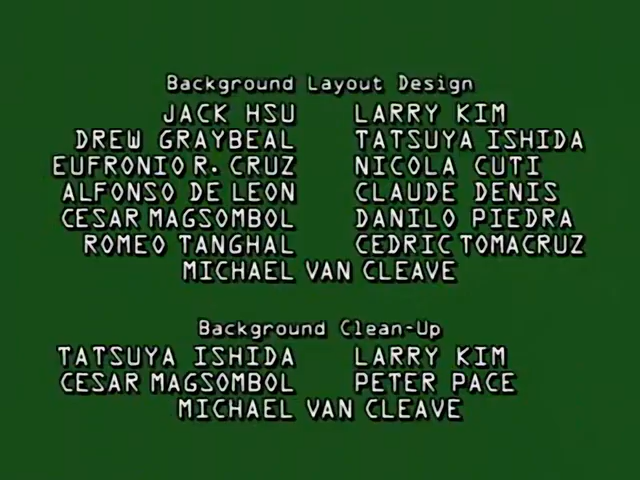 Background Layout Design
JACK HSU LARRY KIM
DREW GRAYBEAL TATSUYA ISHIDA
EUFRONIO R. CRUZ NICOLA CUTI
ALFONSO DE LEON CLAUDE DENIS
CESAR MAGSOMBOL DANILO PIEDRA
ROMEO TANGHAL CEDRIC TOMACRUZ
MICHAEL VAN CLEAVE
Background Clean-Up
TATSUYA ISHIDA LARRY KIM
CESAR MAGSOMBOL PETER PACE
MICHAEL VAN CLEAVE